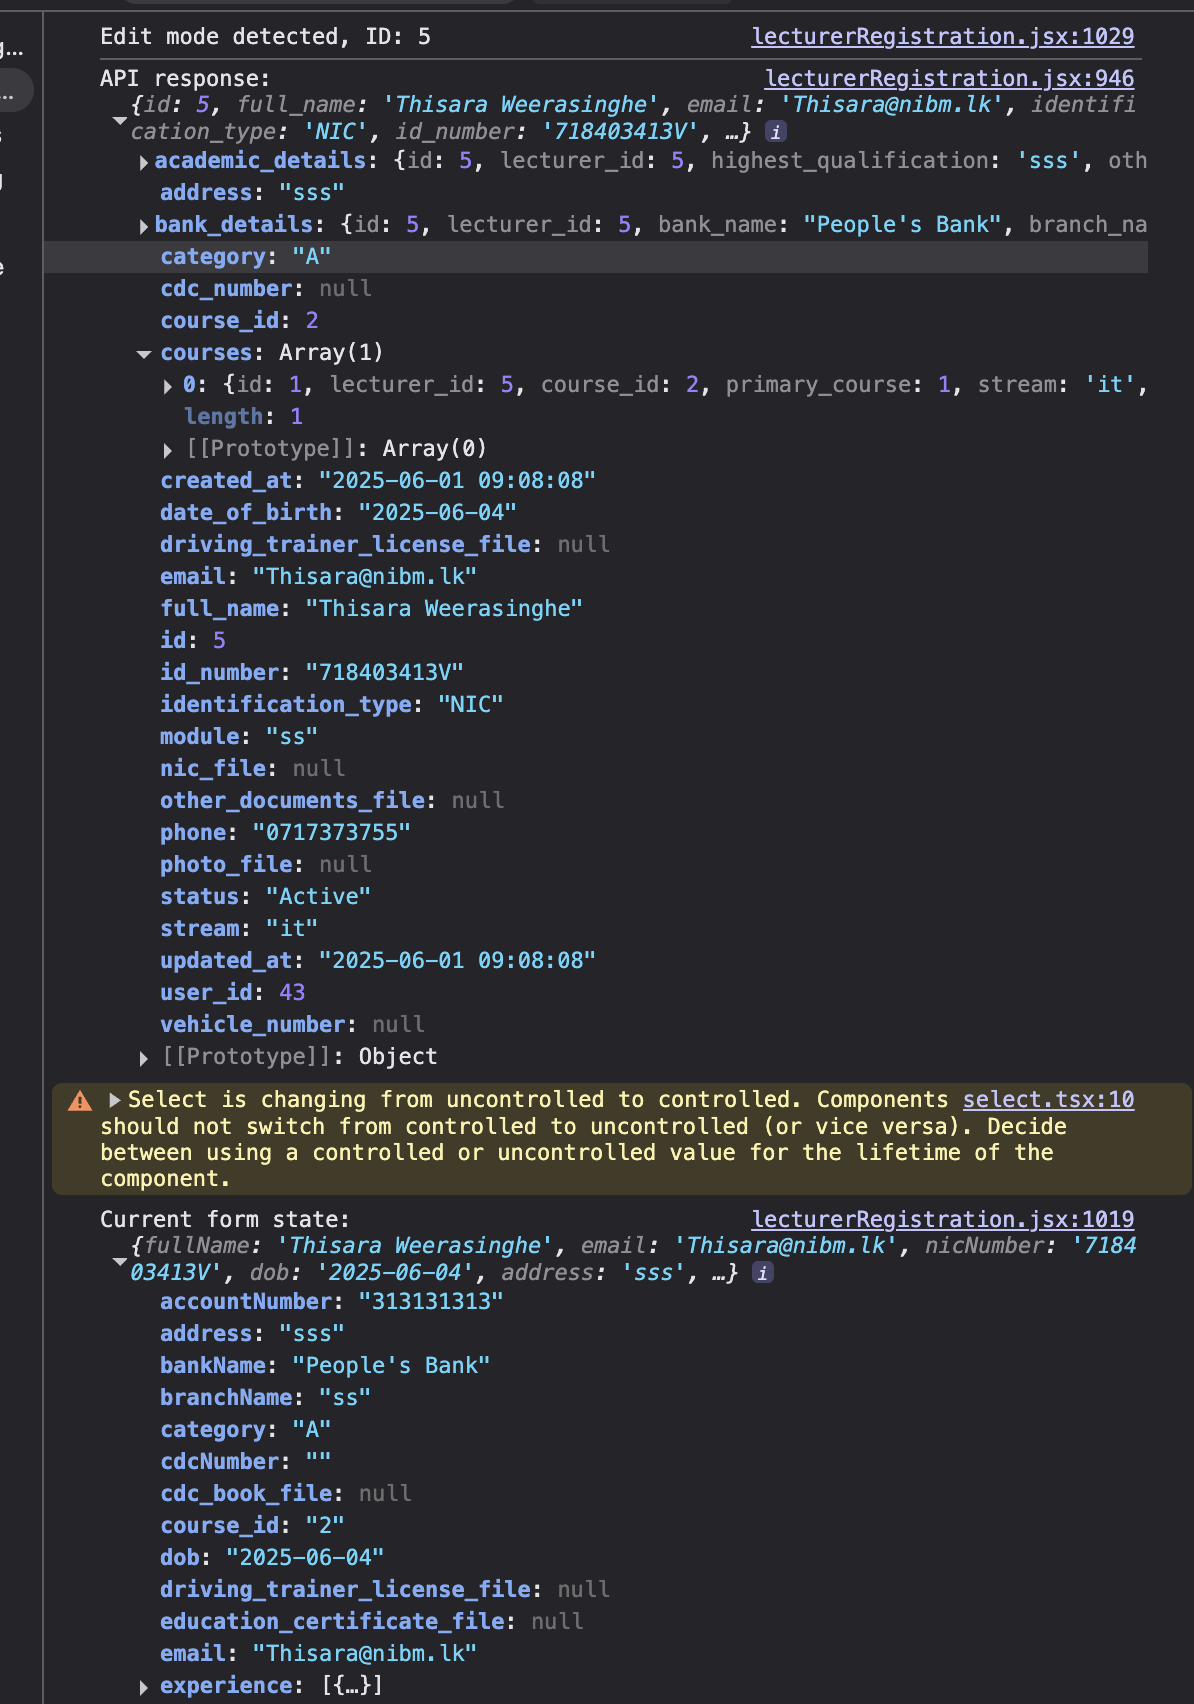 Edit mode detected, ID: 5 lecturerRegistration.jsx:1029
API response: lecturerRegistration.jsx:946
{id: 5, full_name: 'Thisara Weerasinghe', email: 'Thisara@nibm.lk', identifi
cation_type: 'NIC', id_number: '718403413V', …} i
academic_details: {id: 5, lecturer_id: 5, highest_qualification: 'sss', oth
address: "sss"
bank_details: {id: 5, lecturer_id: 5, bank_name: "People's Bank", branch_na
category: "A"
cdc_number: null
course_id: 2
courses: Array(1)
0: {id: 1, lecturer_id: 5, course_id: 2, primary_course: 1, stream: 'it',
length: 1
[[Prototype]]: Array(0)
created_at: "2025-06-01 09:08:08"
date_of_birth: "2025-06-04"
driving_trainer_license_file: null
email: "Thisara@nibm.lk"
full_name: "Thisara Weerasinghe"
id: 5
id_number: "718403413V"
identification_type: "NIC"
module: "ss"
nic_file: null
other_documents_file: null
phone: "0717373755"
photo_file: null
status: "Active"
stream: "it"
updated_at: "2025-06-01 09:08:08"
user_id: 43
vehicle_number: null
[[Prototype]]: Object
Select is changing from uncontrolled to controlled. Components select.tsx:10
should not switch from controlled to uncontrolled (or vice versa). Decide
between using a controlled or uncontrolled value for the lifetime of the
component.
Current form state: lecturerRegistration.jsx:1019
{fullName: 'Thisara Weerasinghe', email: 'Thisara@nibm.lk', nicNumber: '7184
03413V', dob: '2025-06-04', address: 'sss', …} i
accountNumber: "313131313"
address: "sss"
bankName: "People's Bank"
branchName: "ss"
category: "A"
cdcNumber: ""
cdc_book_file: null
course_id: "2"
dob: "2025-06-04"
driving_trainer_license_file: null
education_certificate_file: null
email: "Thisara@nibm.lk"
experience: [{…}]